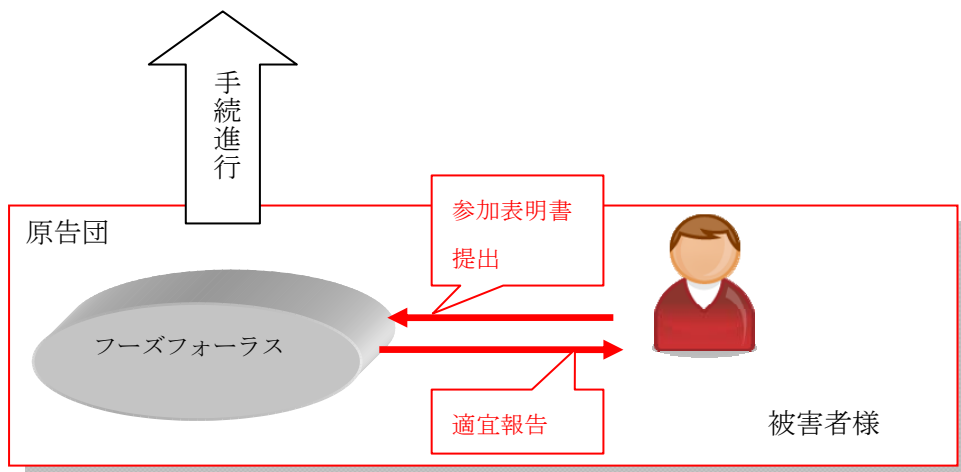 手続進行
原告団
参加表明書
提出
フーズフォーラス
適宜報告
被害者様